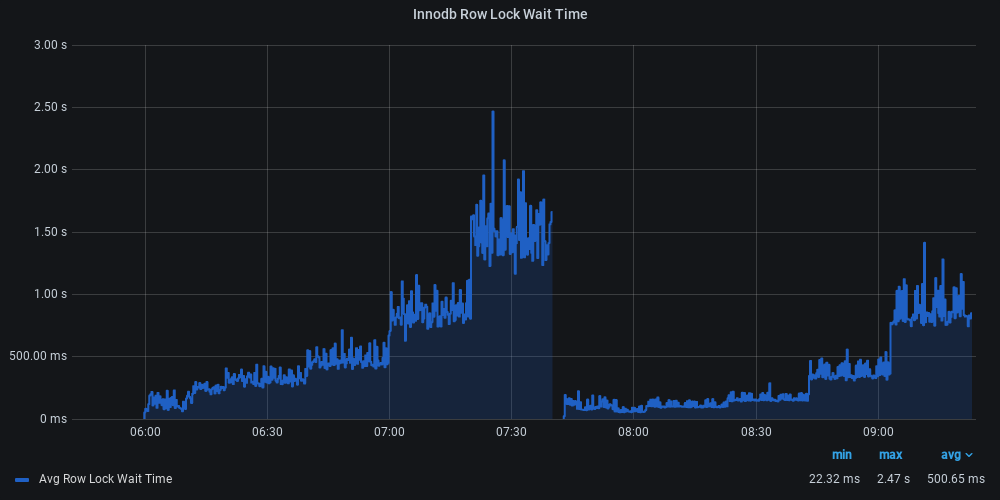 Innodb Row Lock Wait Time
3.00 s
2.50 s
2.00 s
1.50 s
1.00 s
500.00 ms
0 ms
06:00 06:30 07:00 07:30 08:00 08:30 09:00
min max avg
Avg Row Lock Wait Time 22.32 ms 2.47 s 500.65 ms